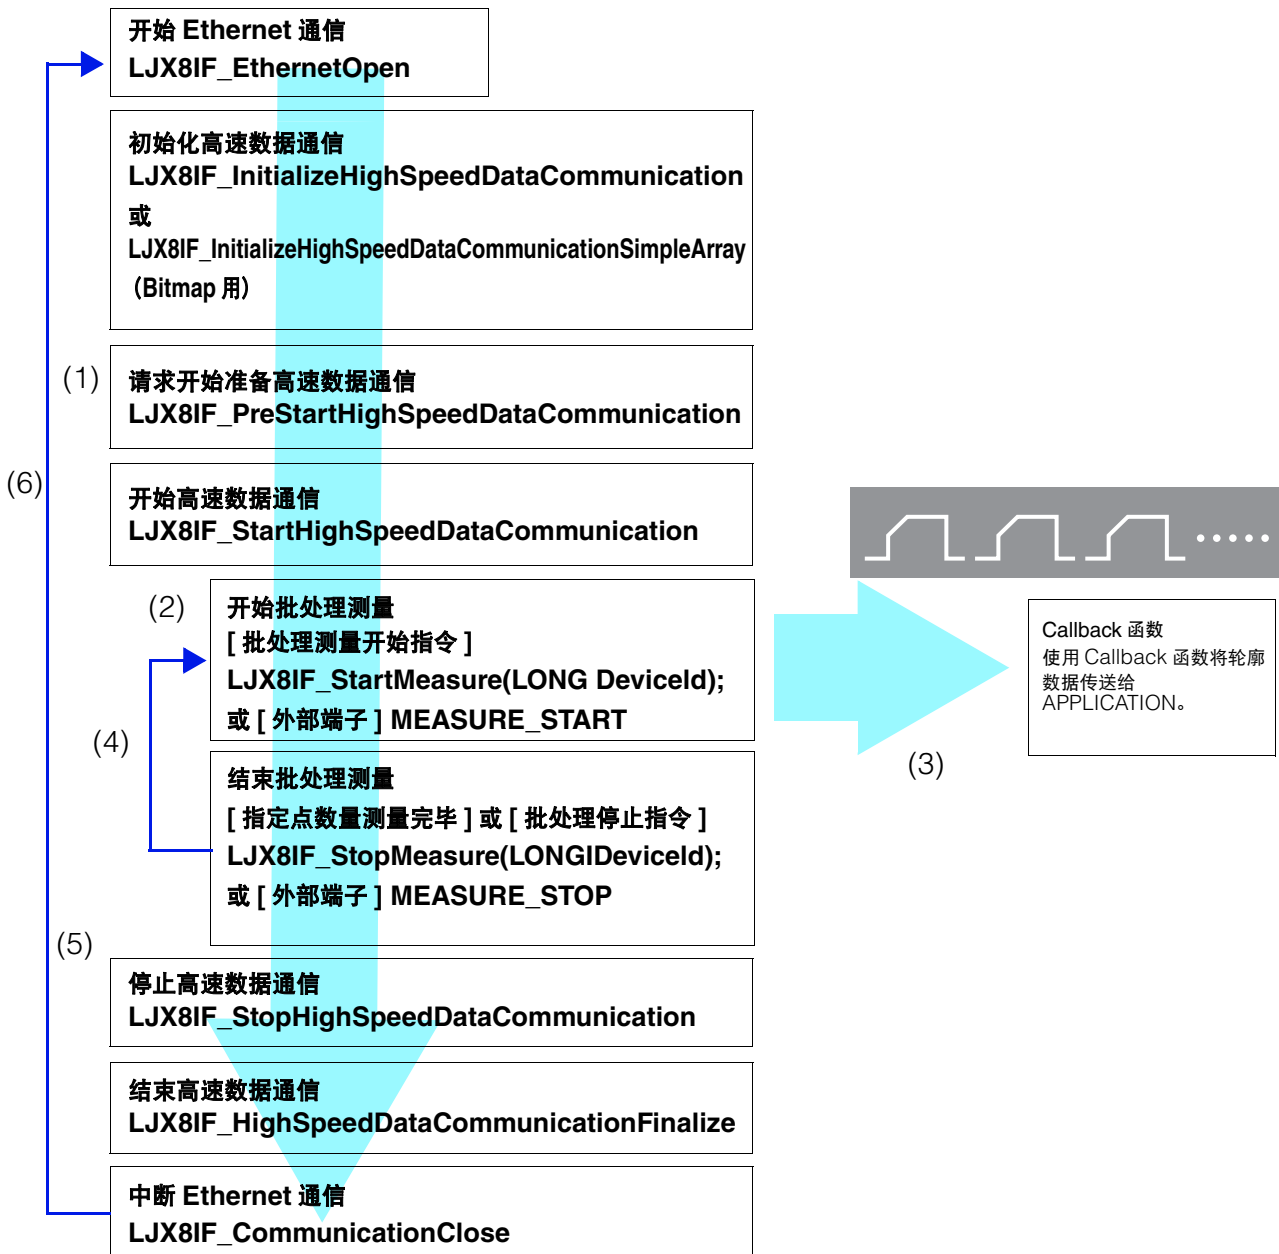 开始 Ethernet 通信
LJX8IF_EthernetOpen
初始化高速数据通信
LJX8IF_InitializeHighSpeedDataCommunication
或
LJX8IF_InitializeHighSpeedDataCommunicationSimpleArray
（Bitmap 用）
(1)
请求开始准备高速数据通信
LJX8IF_PreStartHighSpeedDataCommunication
(6)
开始高速数据通信
LJX8IF_StartHighSpeedDataCommunication
(2)
开始批处理测量
[ 批处理测量开始指令 ]
LJX8IF_StartMeasure(LONG DeviceId);
或 [ 外部端子 ] MEASURE_START
Callback 函数
使用 Callback 函数将轮廓
数据传送给
APPLICATION。
(3)
(4)
结束批处理测量
[ 指定点数量测量完毕 ] 或 [ 批处理停止指令 ]
LJX8IF_StopMeasure(LONGIDeviceId);
或 [ 外部端子 ] MEASURE_STOP
(5)
停止高速数据通信
LJX8IF_StopHighSpeedDataCommunication
结束高速数据通信
LJX8IF_HighSpeedDataCommunicationFinalize
中断 Ethernet 通信
LJX8IF_CommunicationClose